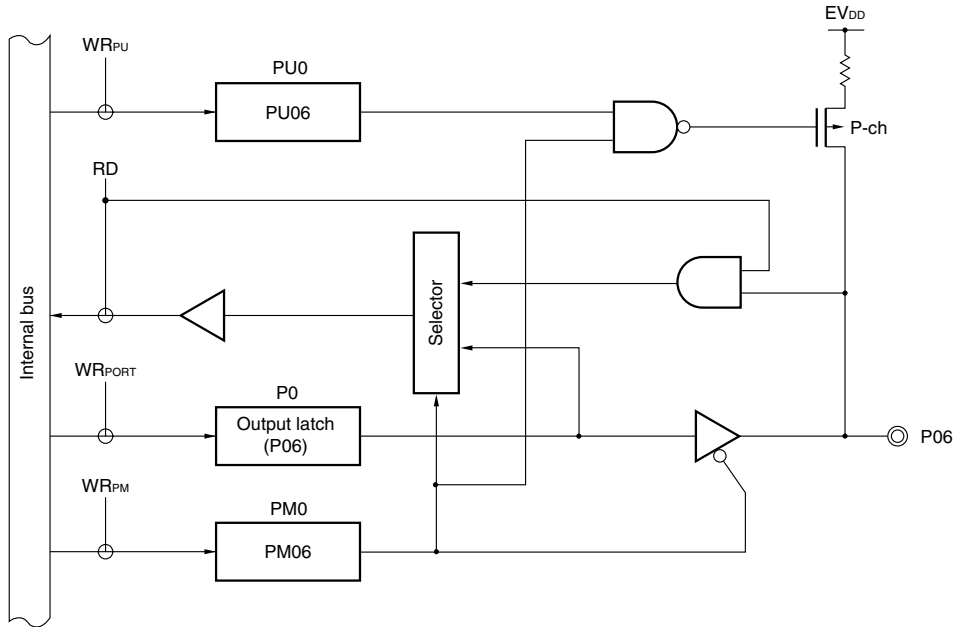 EVDD
WRPU
PU0
PU06
P-ch
RD
Selector
Internal bus
WRPORT
P0
Output latch
(P06)
P06
WRPM
PM0
PM06